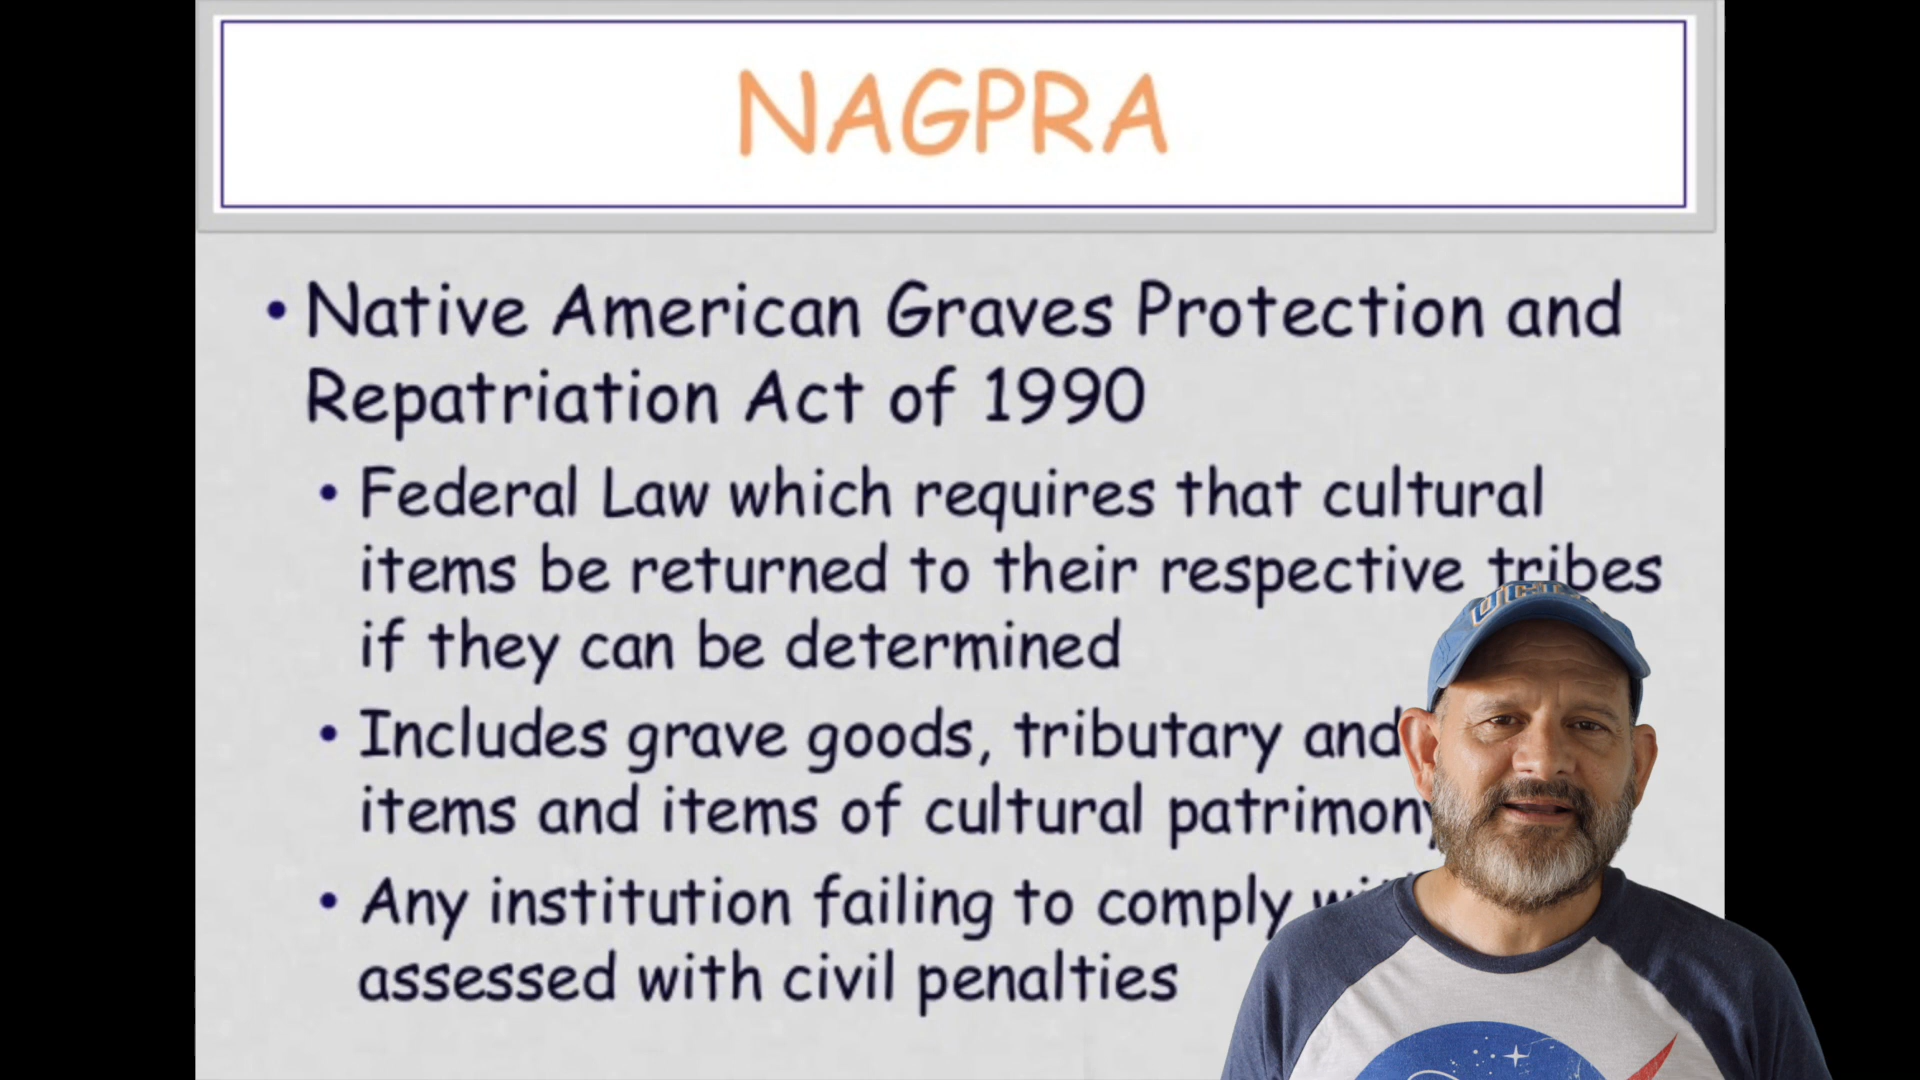 NAGPRA
• Native American Graves Protection and
Repatriation Act of 1990
• Federal Law which requires that cultural
items be returned to their respective tribes
if they can be determined
• Includes grave goods, tributary and
items and items of cultural patrimony
• Any institution failing to comply
assessed with civil penalties